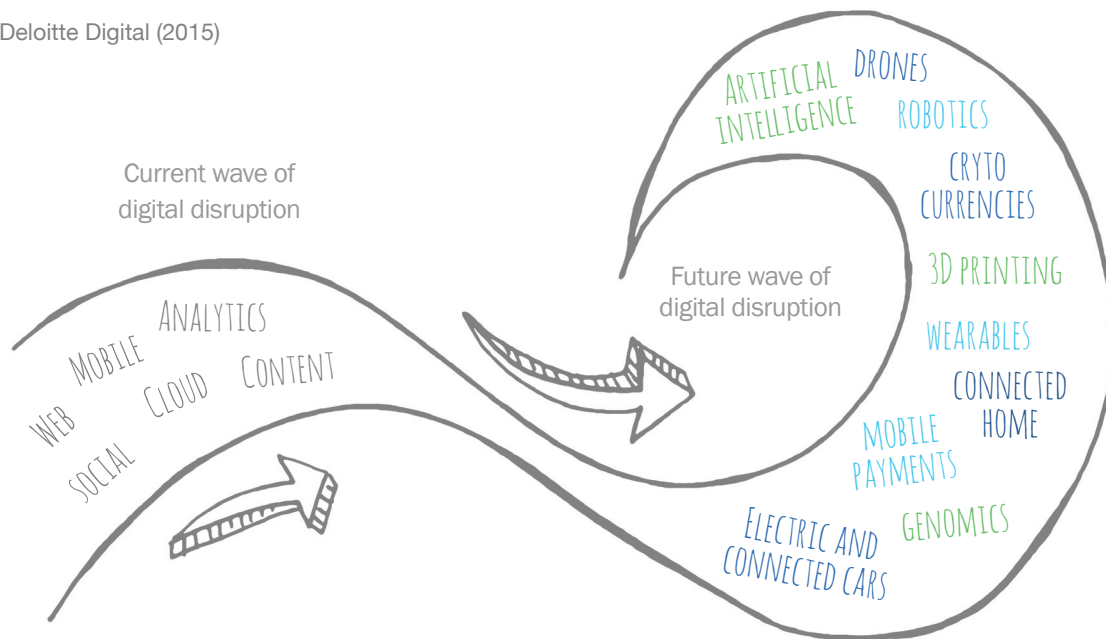 Deloitte Digital (2015)
Current wave of
digital disruption
ANALYTICS
MOBILE
CONTENT
CLOUD
WEB
SOCIAL
Future wave of
digital disruption
ARTIFICIAL
INTELLIGENCE
DRONES
ROBOTICS
CRYTO
CURRENCIES
3D PRINTING
WEARABLES
CONNECTED
HOME
MOBILE
PAYMENTS
GENOMICS
ELECTRIC AND
CONNECTED CARS